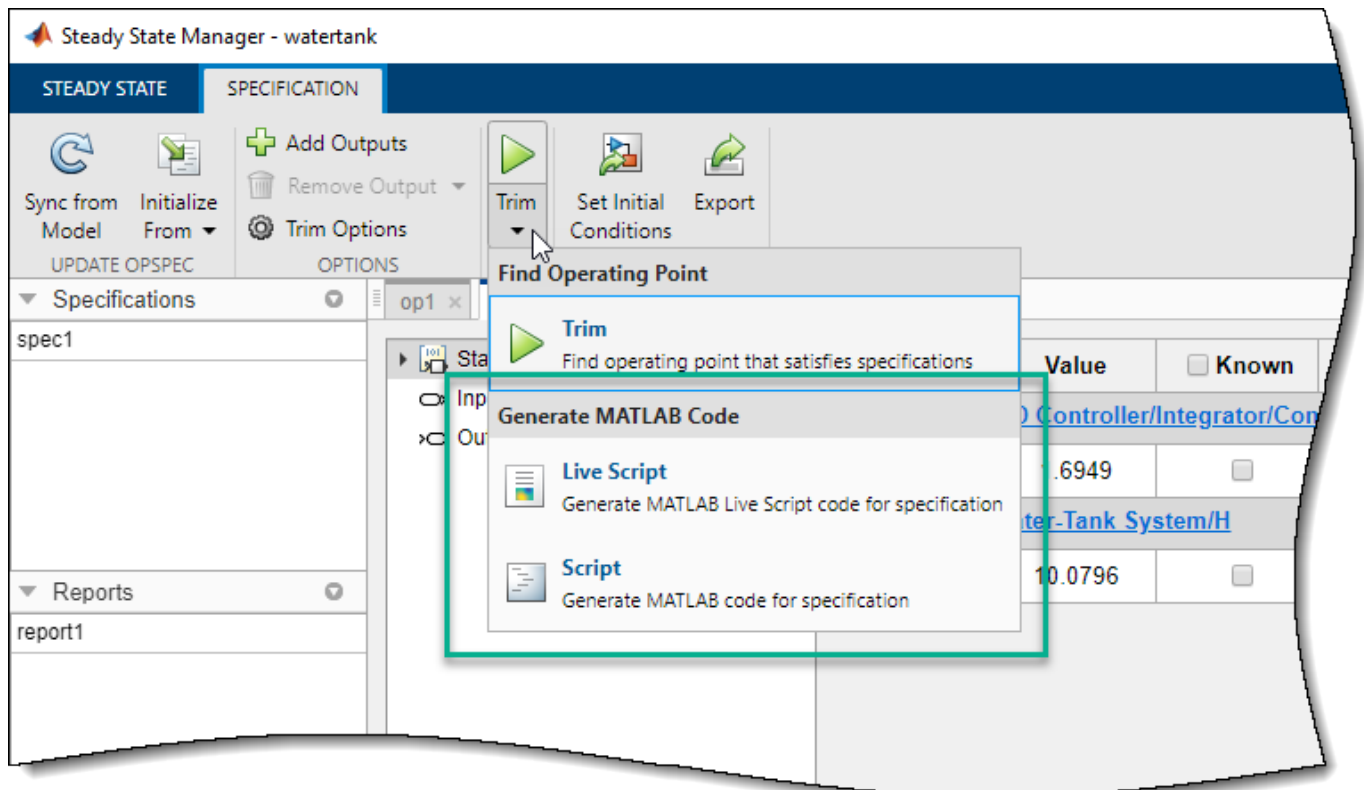 Steady State Manager - watertank
STEADY STATE
SPECIFICATION
Sync from
Model
Initialize
From
UPDATE OPSPEC
Add Outputs
Remove Output
Trim Options
OPTIONS
Trim
Set Initial
Conditions
Export
Specifications
spec1
Reports
report1
op1 ×
Find Operating Point
Trim
Find operating point that satisfies specifications
Generate MATLAB Code
Live Script
Generate MATLAB Live Script code for specification
Script
Generate MATLAB code for specification
Sta
Inp
Ou
Value
Known
Controller/Integrator/Con
.6949
ter-Tank System/H
10.0796